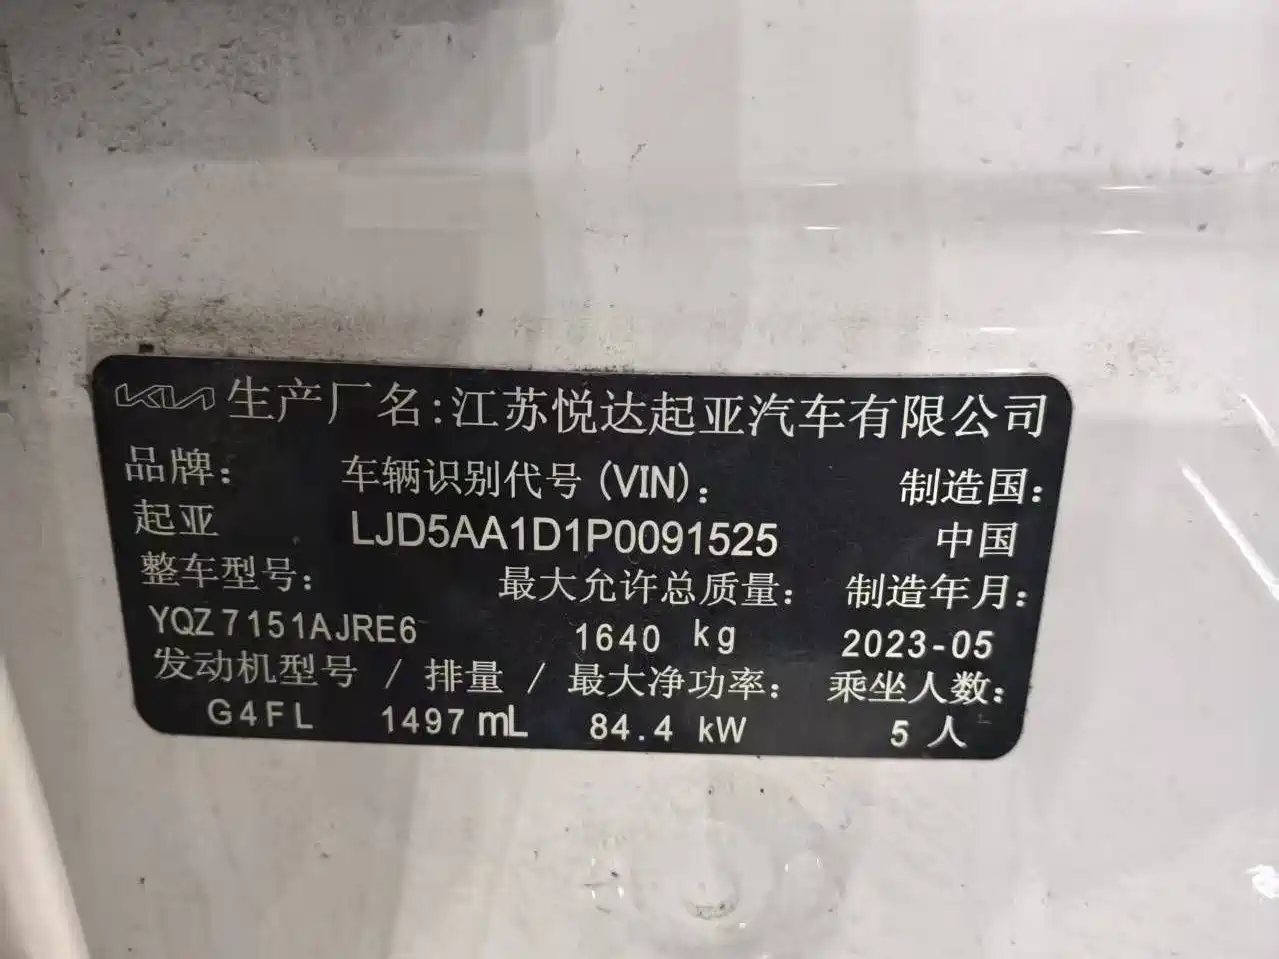 KIA 生产厂名:江苏悦达起亚汽车有限公司
品牌: 车辆识别代号(VIN): 制造国:
起亚 LJD5AA1D1P0091525 中国
整车型号: 最大允许总质量: 制造年月:
YQZ7151AJRE6 1640 kg 2023-05
发动机型号 / 排量 / 最大净功率: 乘坐人数:
G4FL 1497 mL 84.4 kW 5 人